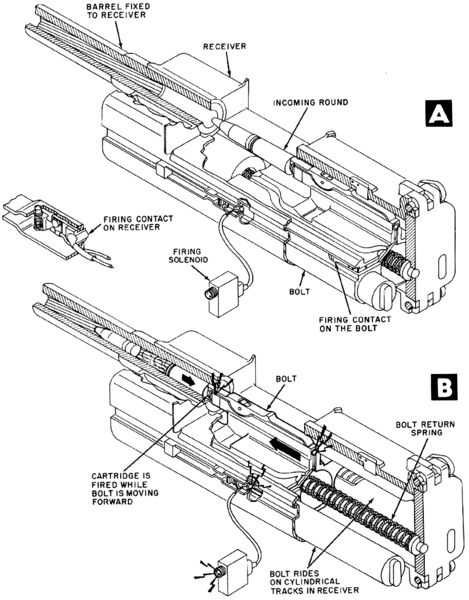 BARREL FIXED
TO RECEIVER
RECEIVER
INCOMING ROUND
A
FIRING CONTACT
ON RECEIVER
FIRING
SOLENOID
BOLT
FIRING CONTACT
ON THE BOLT
B
BOLT
BOLT RETURN
SPRING
CARTRIDGE IS
FIRED WHILE
BOLT IS MOVING
FORWARD
BOLT RIDES
ON CYLINDRICAL
TRACKS IN RECEIVER